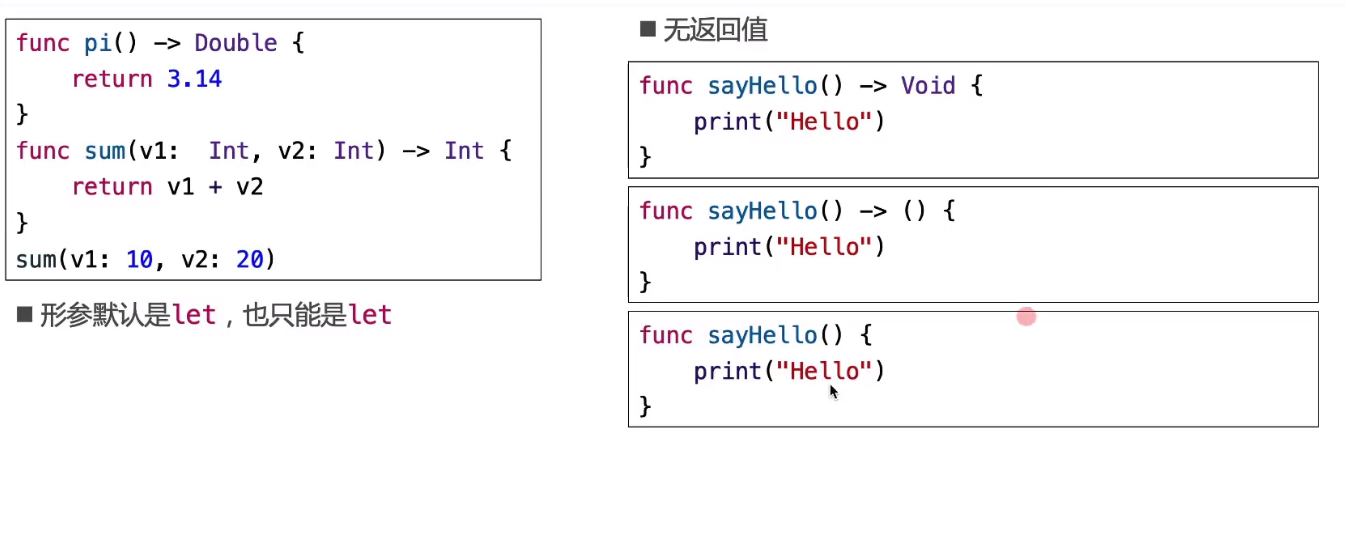 func pi() -> Double {
    return 3.14
}
func sum(v1:  Int, v2: Int) -> Int {
    return v1 + v2
}
sum(v1: 10, v2: 20)
■ 形参默认是let，也只能是let
■ 无返回值
func sayHello() -> Void {
    print("Hello")
}
func sayHello() -> () {
    print("Hello")
}
func sayHello() {
    print("Hello")
}